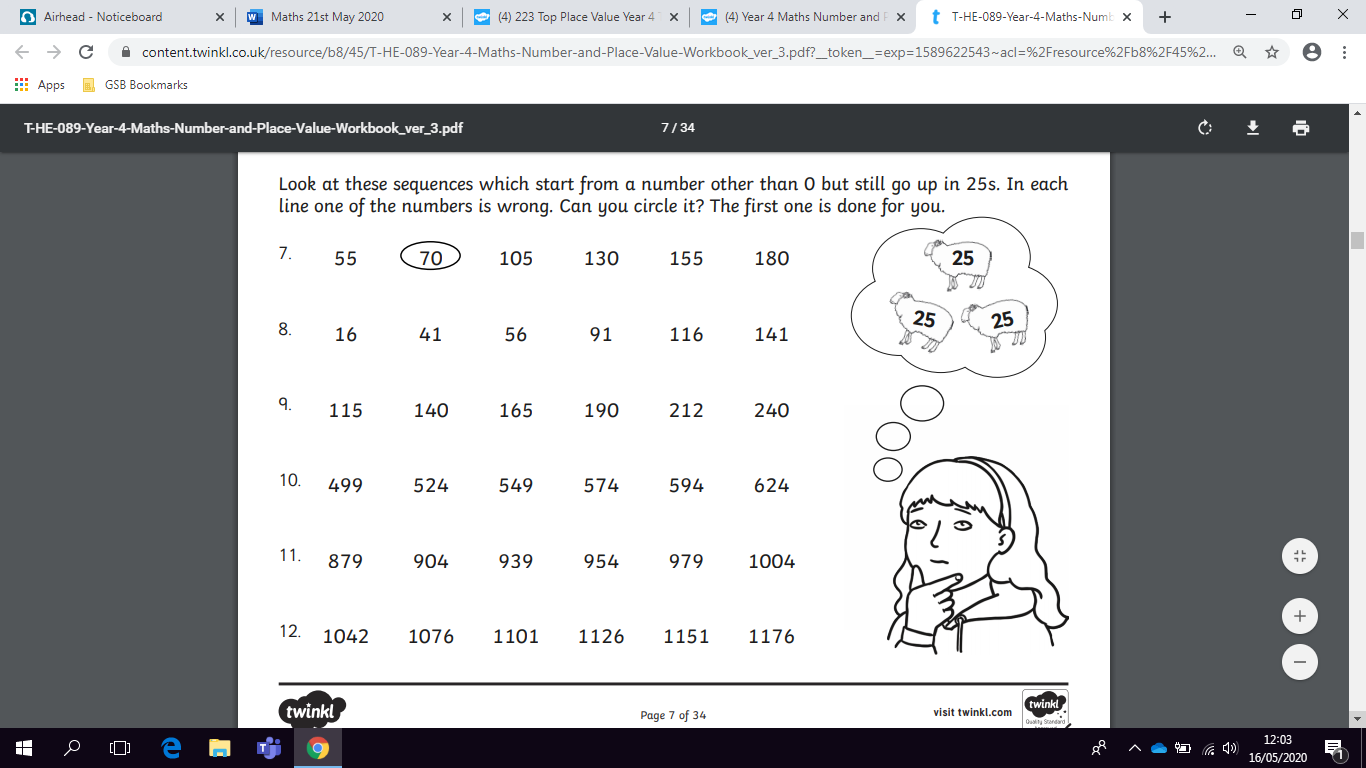 Airhead - Noticeboard
Maths 21st May 2020
(4) 223 Top Place Value Year 4
(4) Year 4 Maths Number and
T-HE-089-Year-4-Maths-Numb
content.twinkl.co.uk/resource/b8/45/T-HE-089-Year-4-Maths-Number-and-Place-Value-Workbook_ver_3.pdf?__token__=exp=1589622543~acl=%2Fresource%2Fb8%2F45%2...
Apps GSB Bookmarks
T-HE-089-Year-4-Maths-Number-and-Place-Value-Workbook_ver_3.pdf 7 / 34
Look at these sequences which start from a number other than 0 but still go up in 25s. In each
line one of the numbers is wrong. Can you circle it? The first one is done for you.
7. 55 70 105 130 155 180
8. 16 41 56 91 116 141
9. 115 140 165 190 212 240
10. 499 524 549 574 594 624
11. 879 904 939 954 979 1004
12. 1042 1076 1101 1126 1151 1176
25
25 25
twinkl
Page 7 of 34
visit twinkl.com
twinkl
Quality Standard
12:03
16/05/2020
1